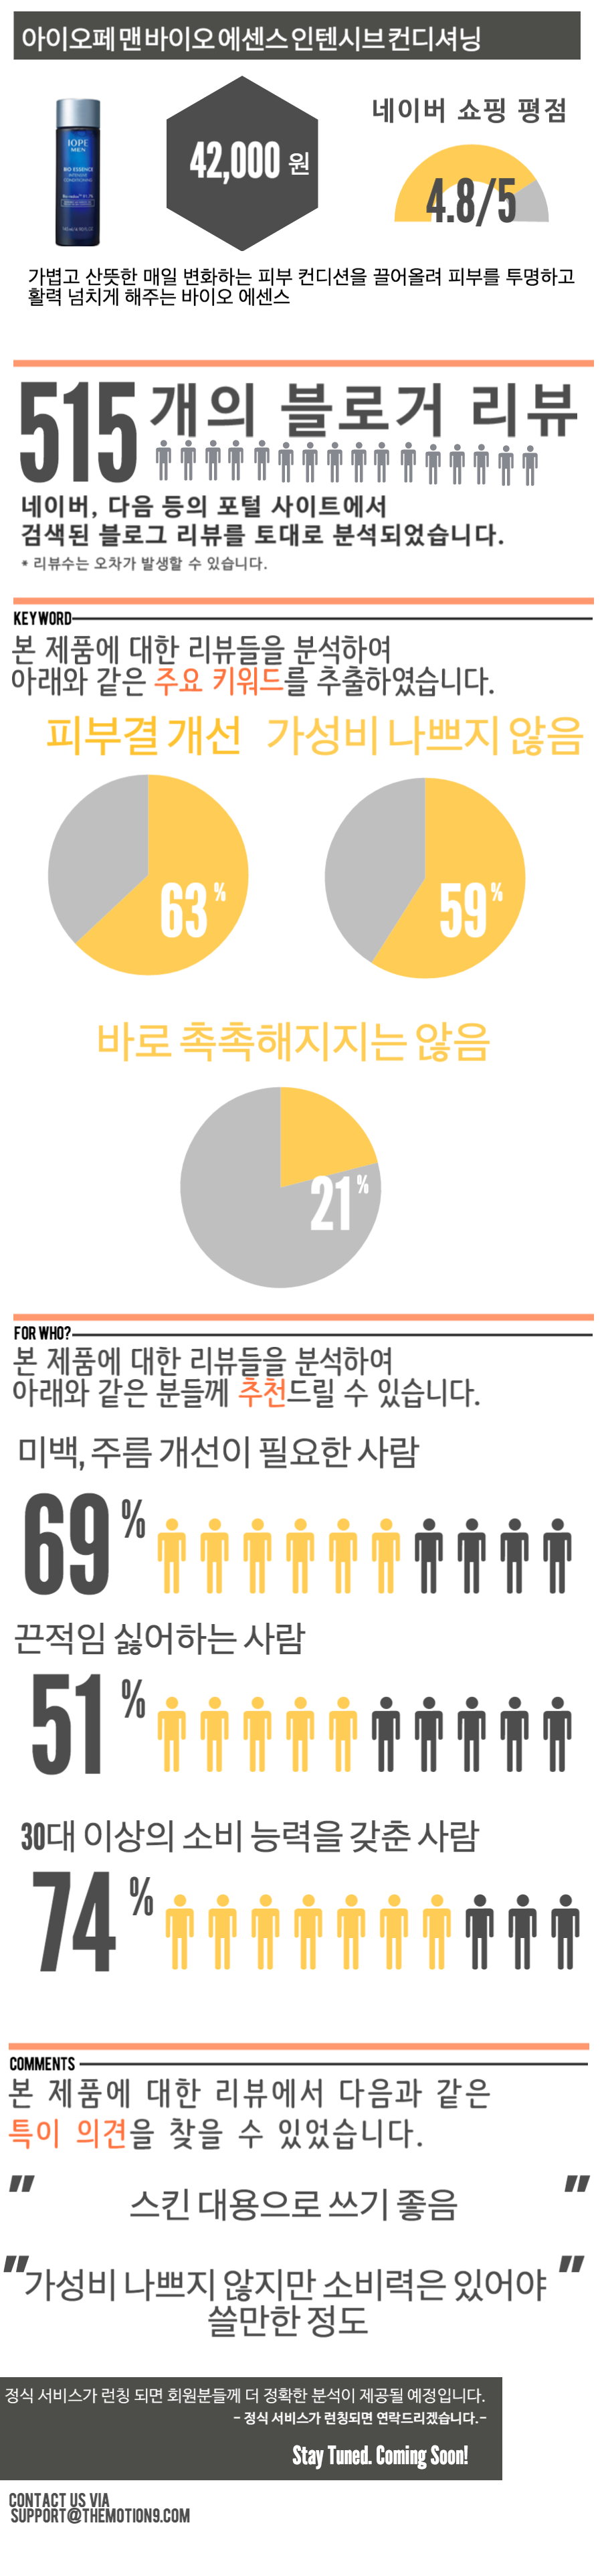 아이오페 맨 바이오 에센스 인텐시브 컨디셔닝
IOPE
MEN
BIO ESSENCE
INTENSIVE
CONDITIONING
42,000 원
네이버 쇼핑 평점
4.8/5
가볍고 산뜻한 매일 변화하는 피부 컨디션을 끌어올려 피부를 투명하고
활력 넘치게 해주는 바이오 에센스
515개의 블로거 리뷰
네이버, 다음 등의 포털 사이트에서
검색된 블로그 리뷰를 토대로 분석되었습니다.
* 리뷰수는 오차가 발생할 수 있습니다.
KEYWORD
본 제품에 대한 리뷰들을 분석하여
아래와 같은 주요 키워드를 추출하였습니다.
피부결 개선
가성비 나쁘지 않음
63%
59%
바로 촉촉해지지는 않음
21%
FOR WHO?
본 제품에 대한 리뷰들을 분석하여
아래와 같은 분들께 추천드릴 수 있습니다.
미백, 주름 개선이 필요한 사람
69%
끈적임 싫어하는 사람
51%
30대 이상의 소비 능력을 갖춘 사람
74%
COMMENTS
본 제품에 대한 리뷰에서 다음과 같은
특이 의견을 찾을 수 있었습니다.
" 스킨 대용으로 쓰기 좋음 "
" 가성비 나쁘지 않지만 소비력은 있어야 "
쓸만한 정도
정식 서비스가 런칭 되면 회원분들께 더 정확한 분석이 제공될 예정입니다.
- 정식 서비스가 런칭되면 연락드리겠습니다.-
Stay Tuned. Coming Soon!
CONTACT US VIA
SUPPORT@THEMOTION9.COM